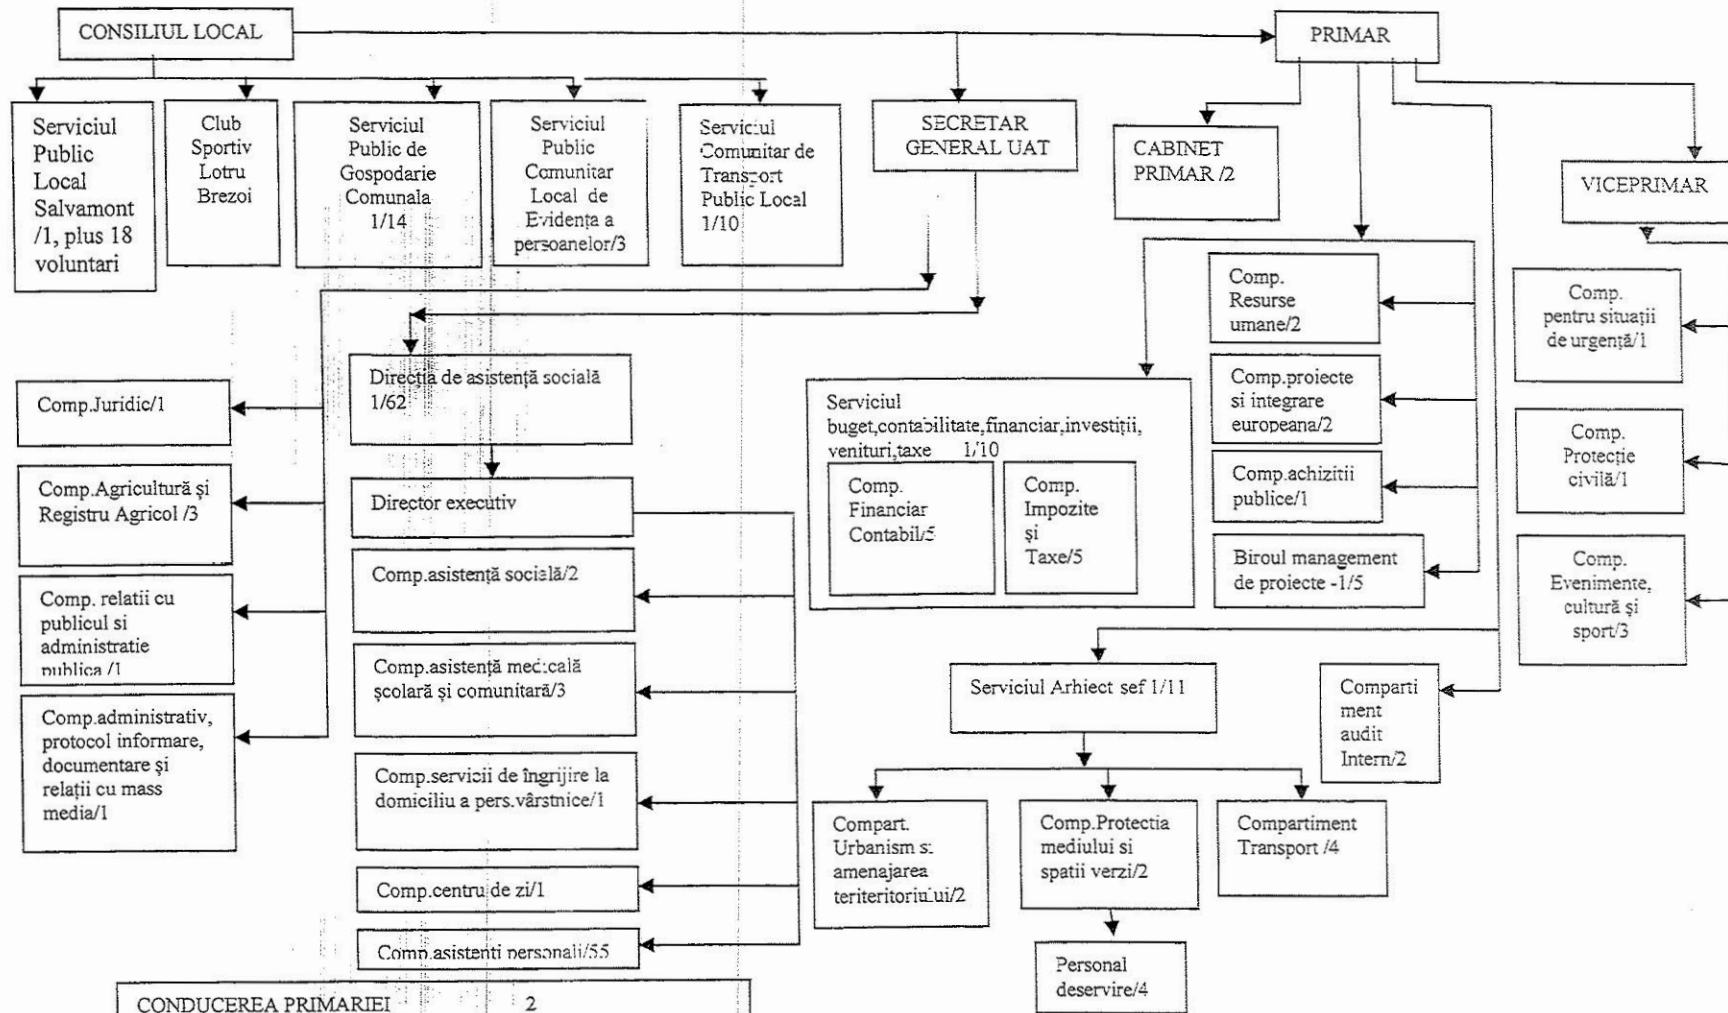 CONSILIUL LOCAL
PRIMAR
Serviciul
Public
Local
Salvamont
/1, plus 18
voluntari
Club
Sportiv
Lotru
Brezoi
Serviciul
Public de
Gospodarie
Comunala
1/14
Serviciul
Public
Comunitar
Local de
Evidența a
persoanelor/3
Serviciul
Comunitar de
Transport
Public Local
1/10
SECRETAR
GENERAL UAT
CABINET
PRIMAR /2
VICEPRIMAR
Comp.
Resurse
umane/2
Comp.
pentru situații
de urgență/1
Direcția de asistență socială
1/62
Comp.Juridic/1
Serviciul
buget,contabilitate,financiar,investiții,
venituri,taxe 1/10
Comp.
Financiar
Contabil/5
Comp.
Impozite
și
Taxe/5
Comp.proiecte
si integrare
europeana/2
Comp.
Protecție
civilă/1
Comp.Agricultură și
Registru Agricol /3
Director executiv
Comp.achizitii
publice/1
Comp.asistență socială/2
Biroul management
de proiecte -1/5
Comp.
Evenimente,
cultură și
sport/3
Comp. relatii cu
publicul si
administratie
publica /1
Comp.asistență medicală
școlară și comunitară/3
Serviciul Arhiect sef 1/11
Comparti
ment
audit
Intern/2
Comp.administrativ,
protocol informare,
documentare și
relații cu mass
media/1
Comp.servicii de îngrijire la
domiciliu a pers.vârstnice/1
Compart.
Urbanism si
amenajarea
teriteritoriului/2
Comp.Protectia
mediului si
spatii verzi/2
Compartiment
Transport /4
Comp.centru de zi/1
Comp.asistenti personali/55
Personal
deservire/4
CONDUCEREA PRIMARIEI 2